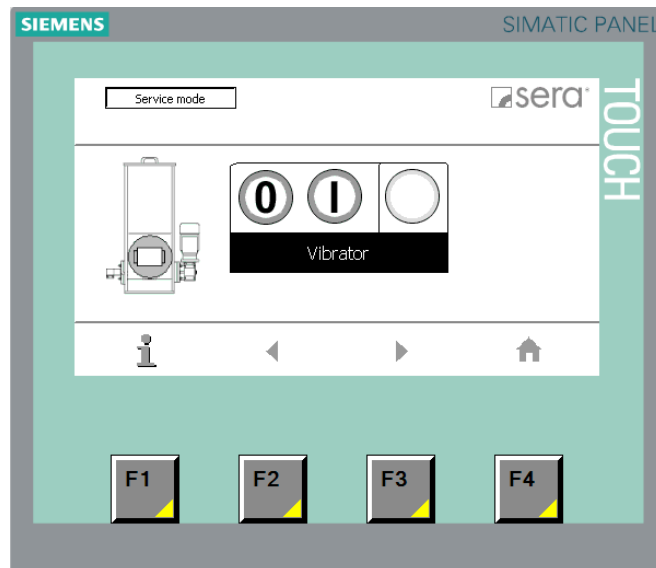 SIEMENS
SIMATIC PANEL
TOUCH
Service mode
sera
0 I
Vibrator
i
F1 F2 F3 F4